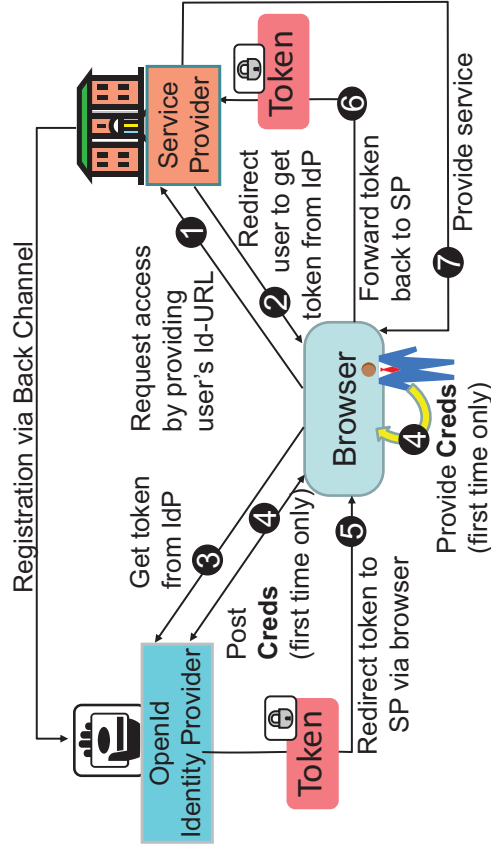 Registration via Back Channel
OpenId
Identity Provider
Service
Provider
Get token
from IdP
3
Request access
by providing
user's Id-URL
1
2
Redirect
user to get
token from IdP
Token
Post
Creds
(first time only)
4
Browser
Token
Redirect token to
SP via browser
5
4
Provide Creds
(first time only)
Forward token
back to SP
6
7
Provide service